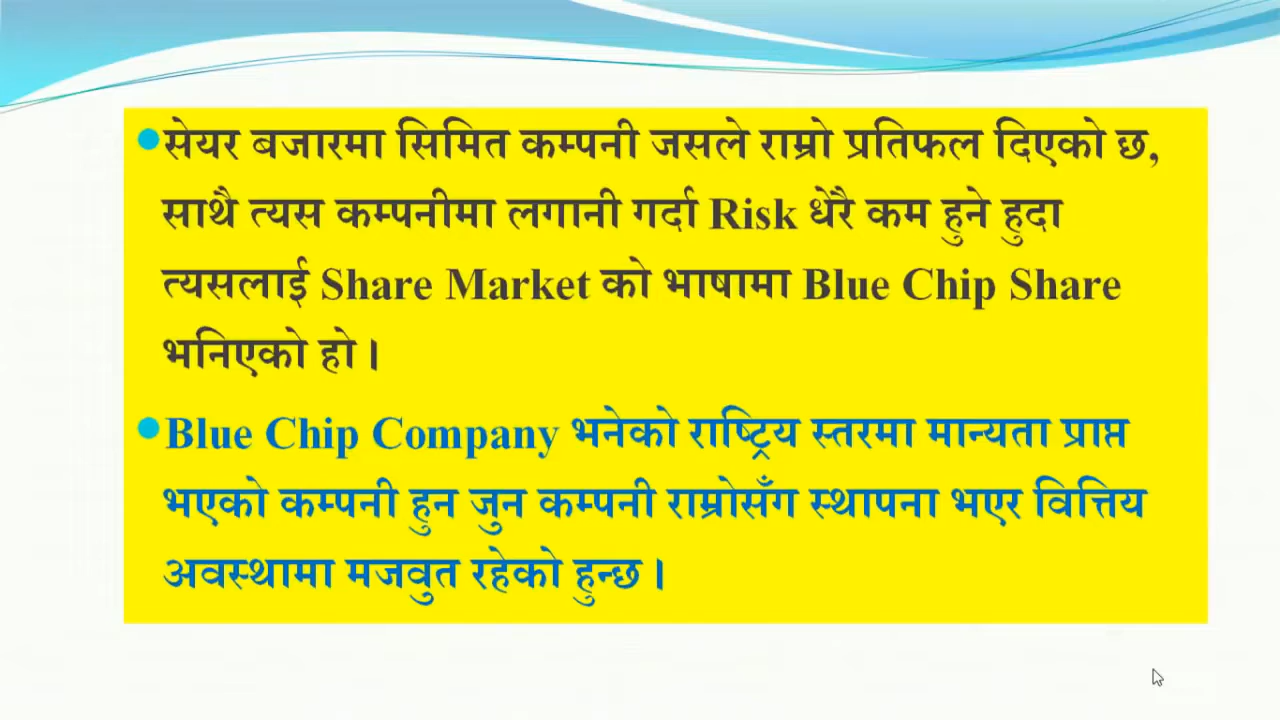 सेयर बजारमा सिमित कम्पनी जसले राम्रो प्रतिफल दिएको छ,
साथै त्यस कम्पनीमा लगानी गर्दा Risk धेरै कम हुने हुदा
त्यसलाई Share Market को भाषामा Blue Chip Share
भनिएको हो ।
Blue Chip Company भनेको राष्ट्रिय स्तरमा मान्यता प्राप्त
भएको कम्पनी हुन जुन कम्पनी राम्रोसँग स्थापना भएर वित्तिय
अवस्थामा मजवुत रहेको हुन्छ ।